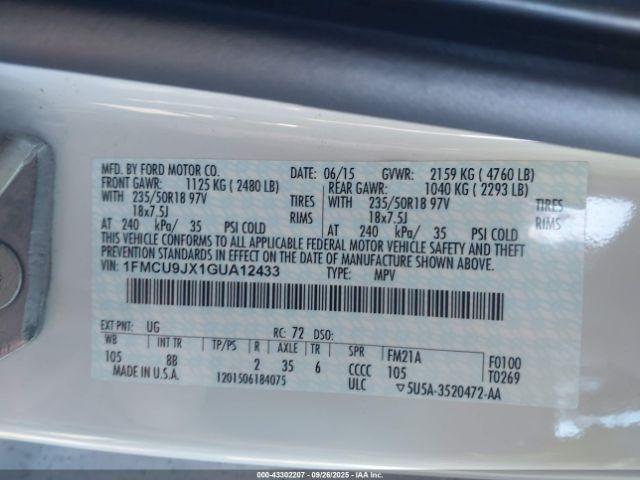 MFD. BY FORD MOTOR CO. DATE: 06/15 GVWR: 2159 KG ( 4760 LB)
FRONT GAWR: 1125 KG ( 2480 LB) REAR GAWR: 1040 KG ( 2293 LB)
WITH 235/50R18 97V TIRES WITH 235/50R18 97V TIRES
18x7.5J RIMS 18x7.5J RIMS
AT 240 kPa/ 35 PSI COLD AT 240 kPa/ 35 PSI COLD
THIS VEHICLE CONFORMS TO ALL APPLICABLE FEDERAL MOTOR VEHICLE SAFETY AND THEFT
PREVENTION STANDARDS IN EFFECT ON THE DATE OF MANUFACTURE SHOWN ABOVE.
VIN: 1FMCU9JX1GUA12433 TYPE: MPV
EXT PNT: UG RC: 72 DSO:
WB INT TR TP/PS R AXLE TR SPR FM21A F0100
105 8B 2 35 6 CCCC 105 T0269
MADE IN U.S.A. 1201506184075 ULC ▽5U5A-3520472-AA
000-43302207 - 09/26/2025 - IAAI, Inc. - COPART